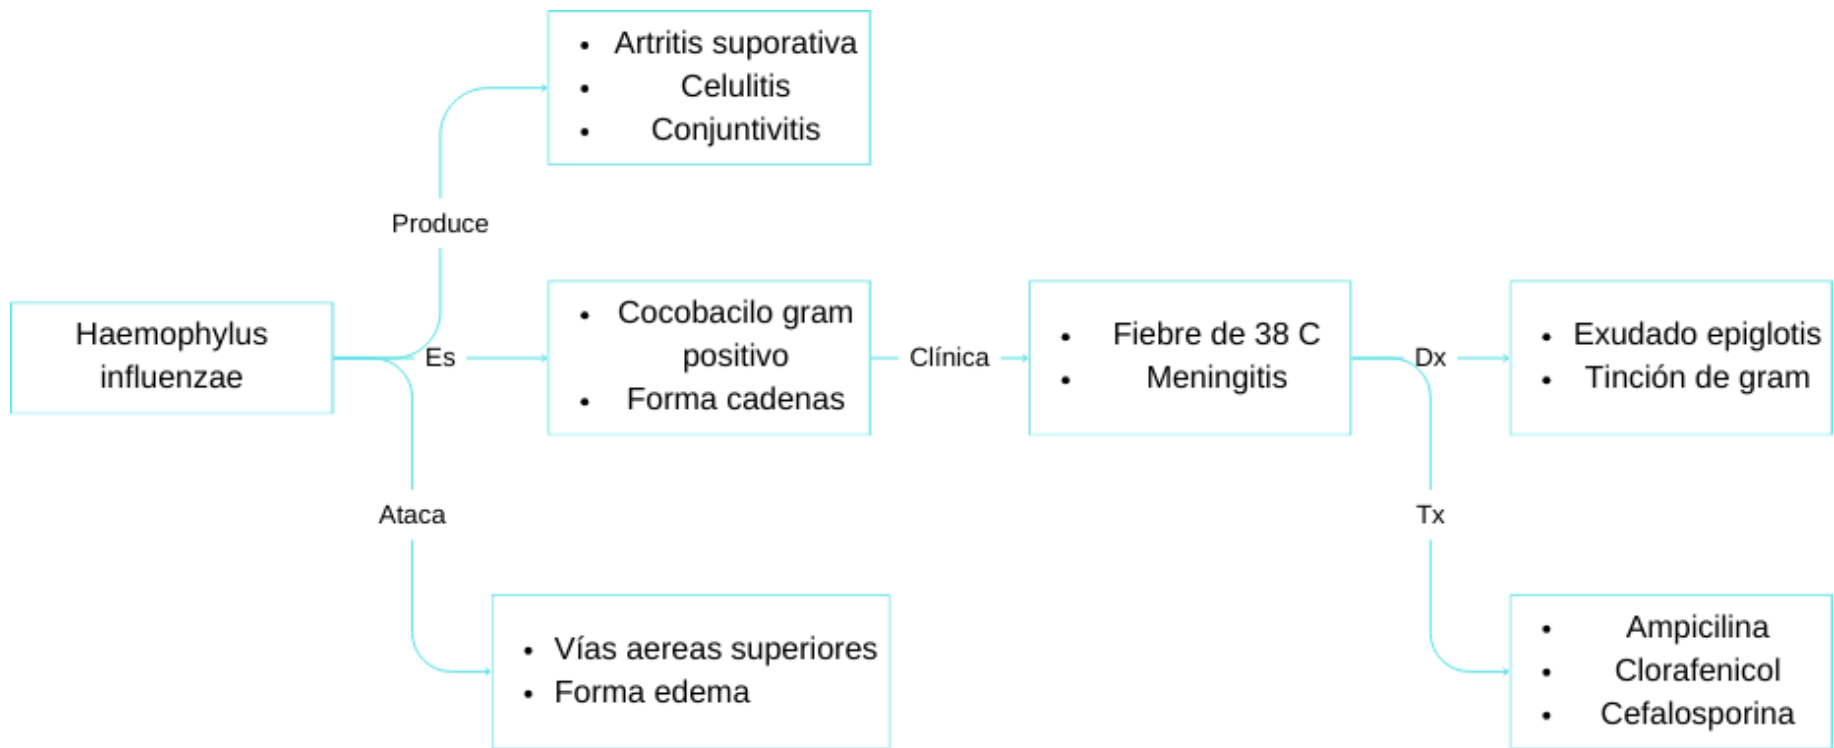 • Artritis suporativa
• Celulitis
• Conjuntivitis
Produce
Haemophylus
influenzae
Es
• Cocobacilo gram
positivo
• Forma cadenas
Clínica
• Fiebre de 38 C
• Meningitis
Dx
• Exudado epiglotis
• Tinción de gram
Ataca
Tx
• Vías aereas superiores
• Forma edema
• Ampicilina
• Clorafenicol
• Cefalosporina